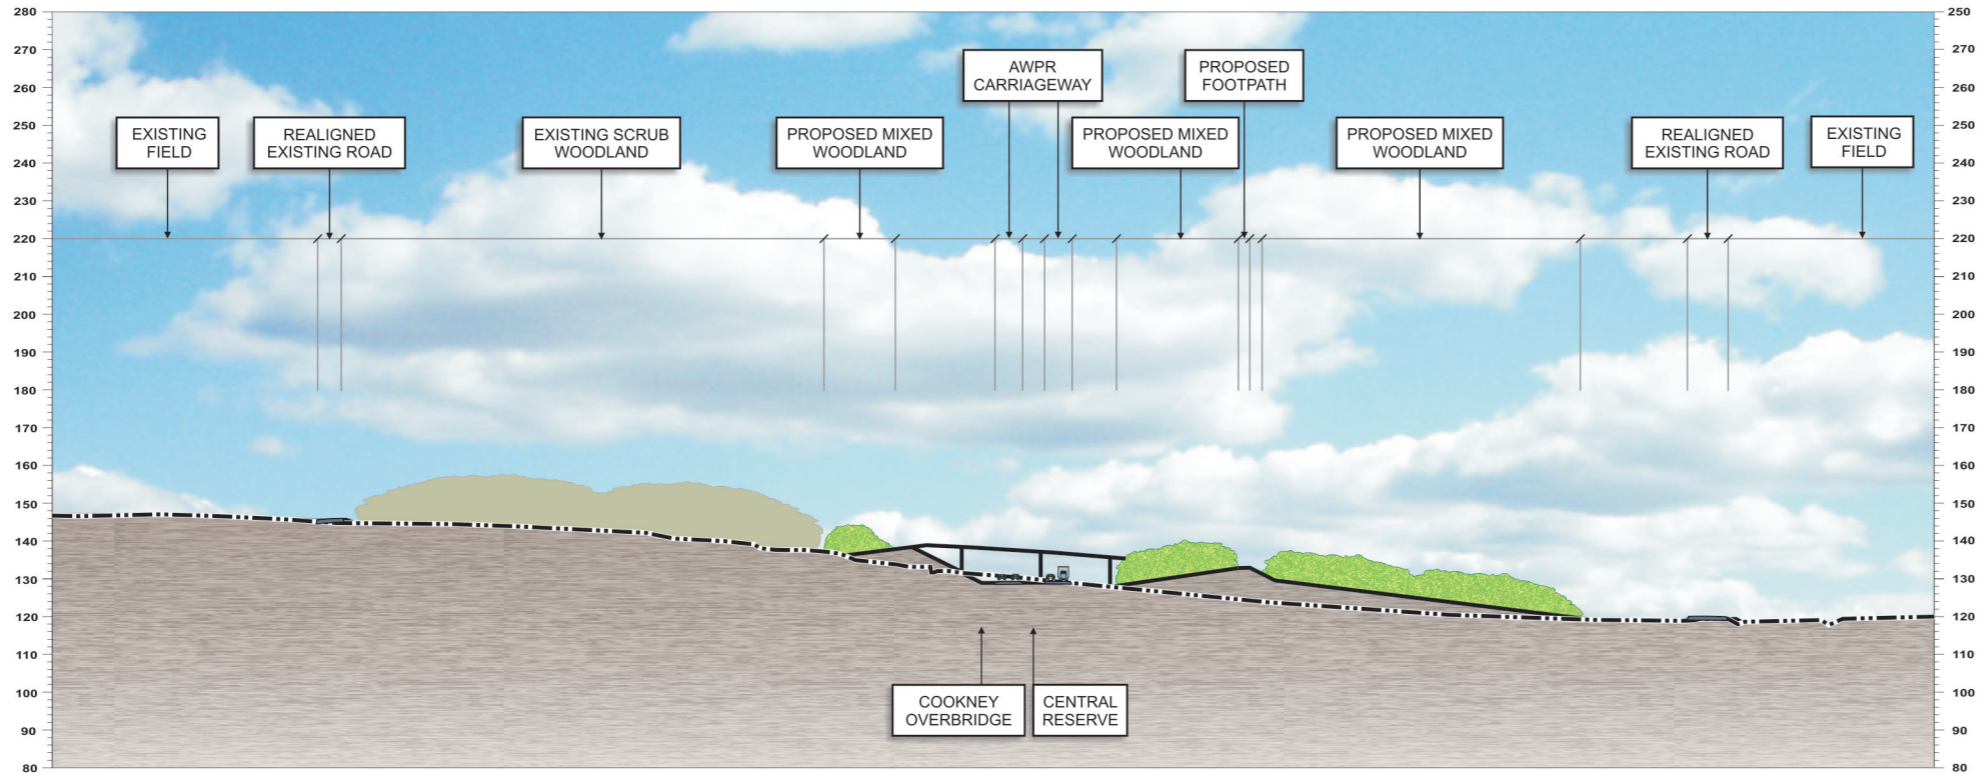 280
270
260
250
240
230
220
210
200
190
180
170
160
150
140
130
120
110
100
90
80
AWPR
CARRIAGEWAY
PROPOSED
FOOTPATH
EXISTING
FIELD
REALIGNED
EXISTING ROAD
EXISTING SCRUB
WOODLAND
PROPOSED MIXED
WOODLAND
PROPOSED MIXED
WOODLAND
PROPOSED MIXED
WOODLAND
REALIGNED
EXISTING ROAD
EXISTING
FIELD
COOKNEY
OVERBRIDGE
CENTRAL
RESERVE
250
270
260
250
240
230
220
210
200
190
180
170
160
150
140
130
120
110
100
90
80